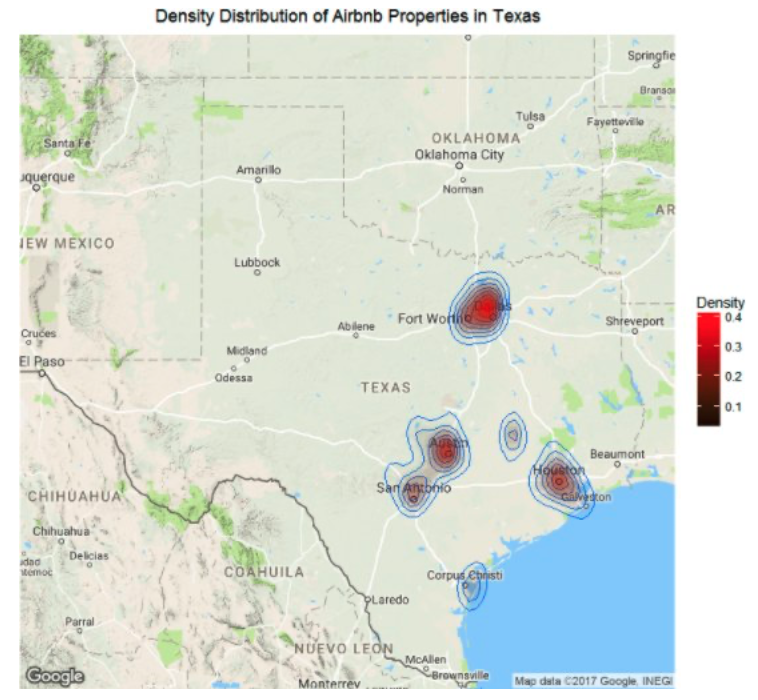 Density Distribution of Airbnb Properties in Texas
Springfie
Branson
Tulsa
Fayetteville
OKLAHOMA
Santa Fe
Oklahoma City
uquerque
Amarillo
Norman
AR
NEW MEXICO
Lubbock
Density
Dallas
0.4
Fort Worth
Shreveport
Abilene
Cruces
0.3
Midland
El Paso
Odessa
0.2
TEXAS
0.1
Austin
Beaumont
Houston
San Antonio
CHIHUAHUA
Galveston
Chihuahua
Delicias
udad
Corpus Christi
COAHUILA
Laredo
Parral
NUEVO LEON
McAllen
Google
Brownsville
Monterrey
Map data ©2017 Google, INEGI